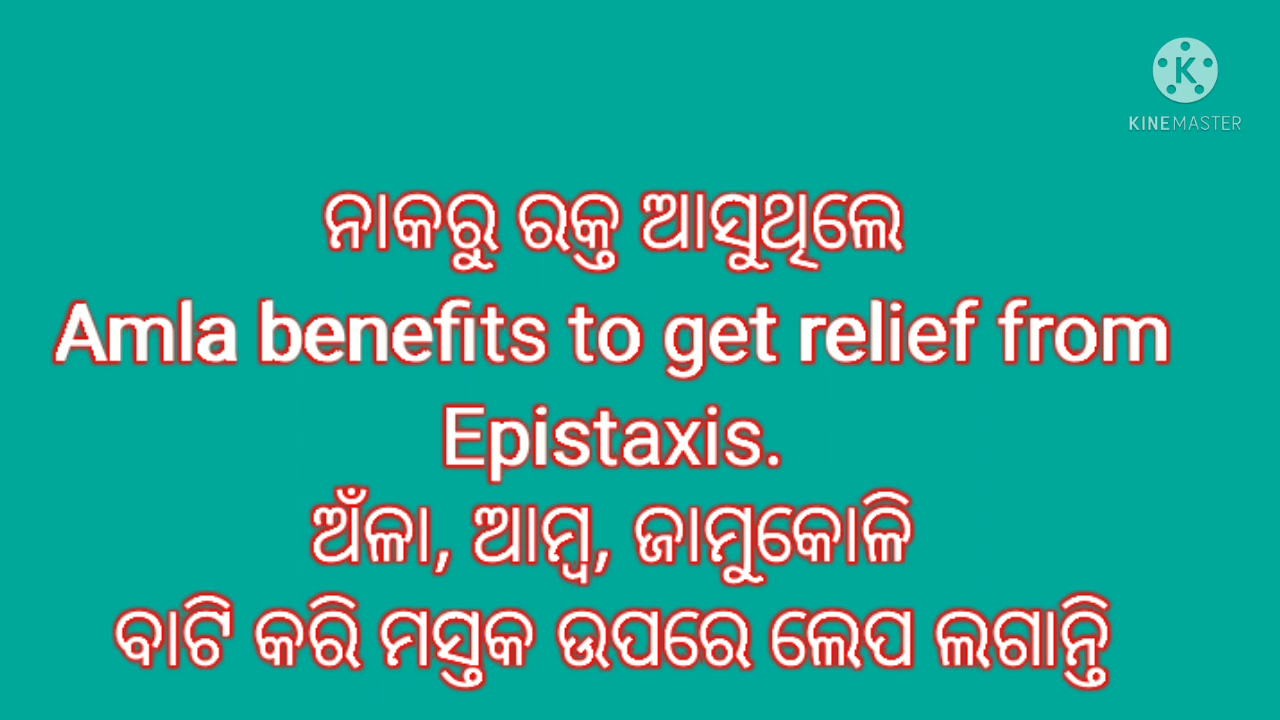 KINEMASTER
ନାକରୁ ରକ୍ତ ଆସୁଥିଲେ
Amla benefits to get relief from
Epistaxis.
ଅଁଳା, ଆମ୍ବ, ଜାମୁକୋଳି
ବାଟି କରି ମସ୍ତକ ଉପରେ ଲେପ ଲଗାନ୍ତି